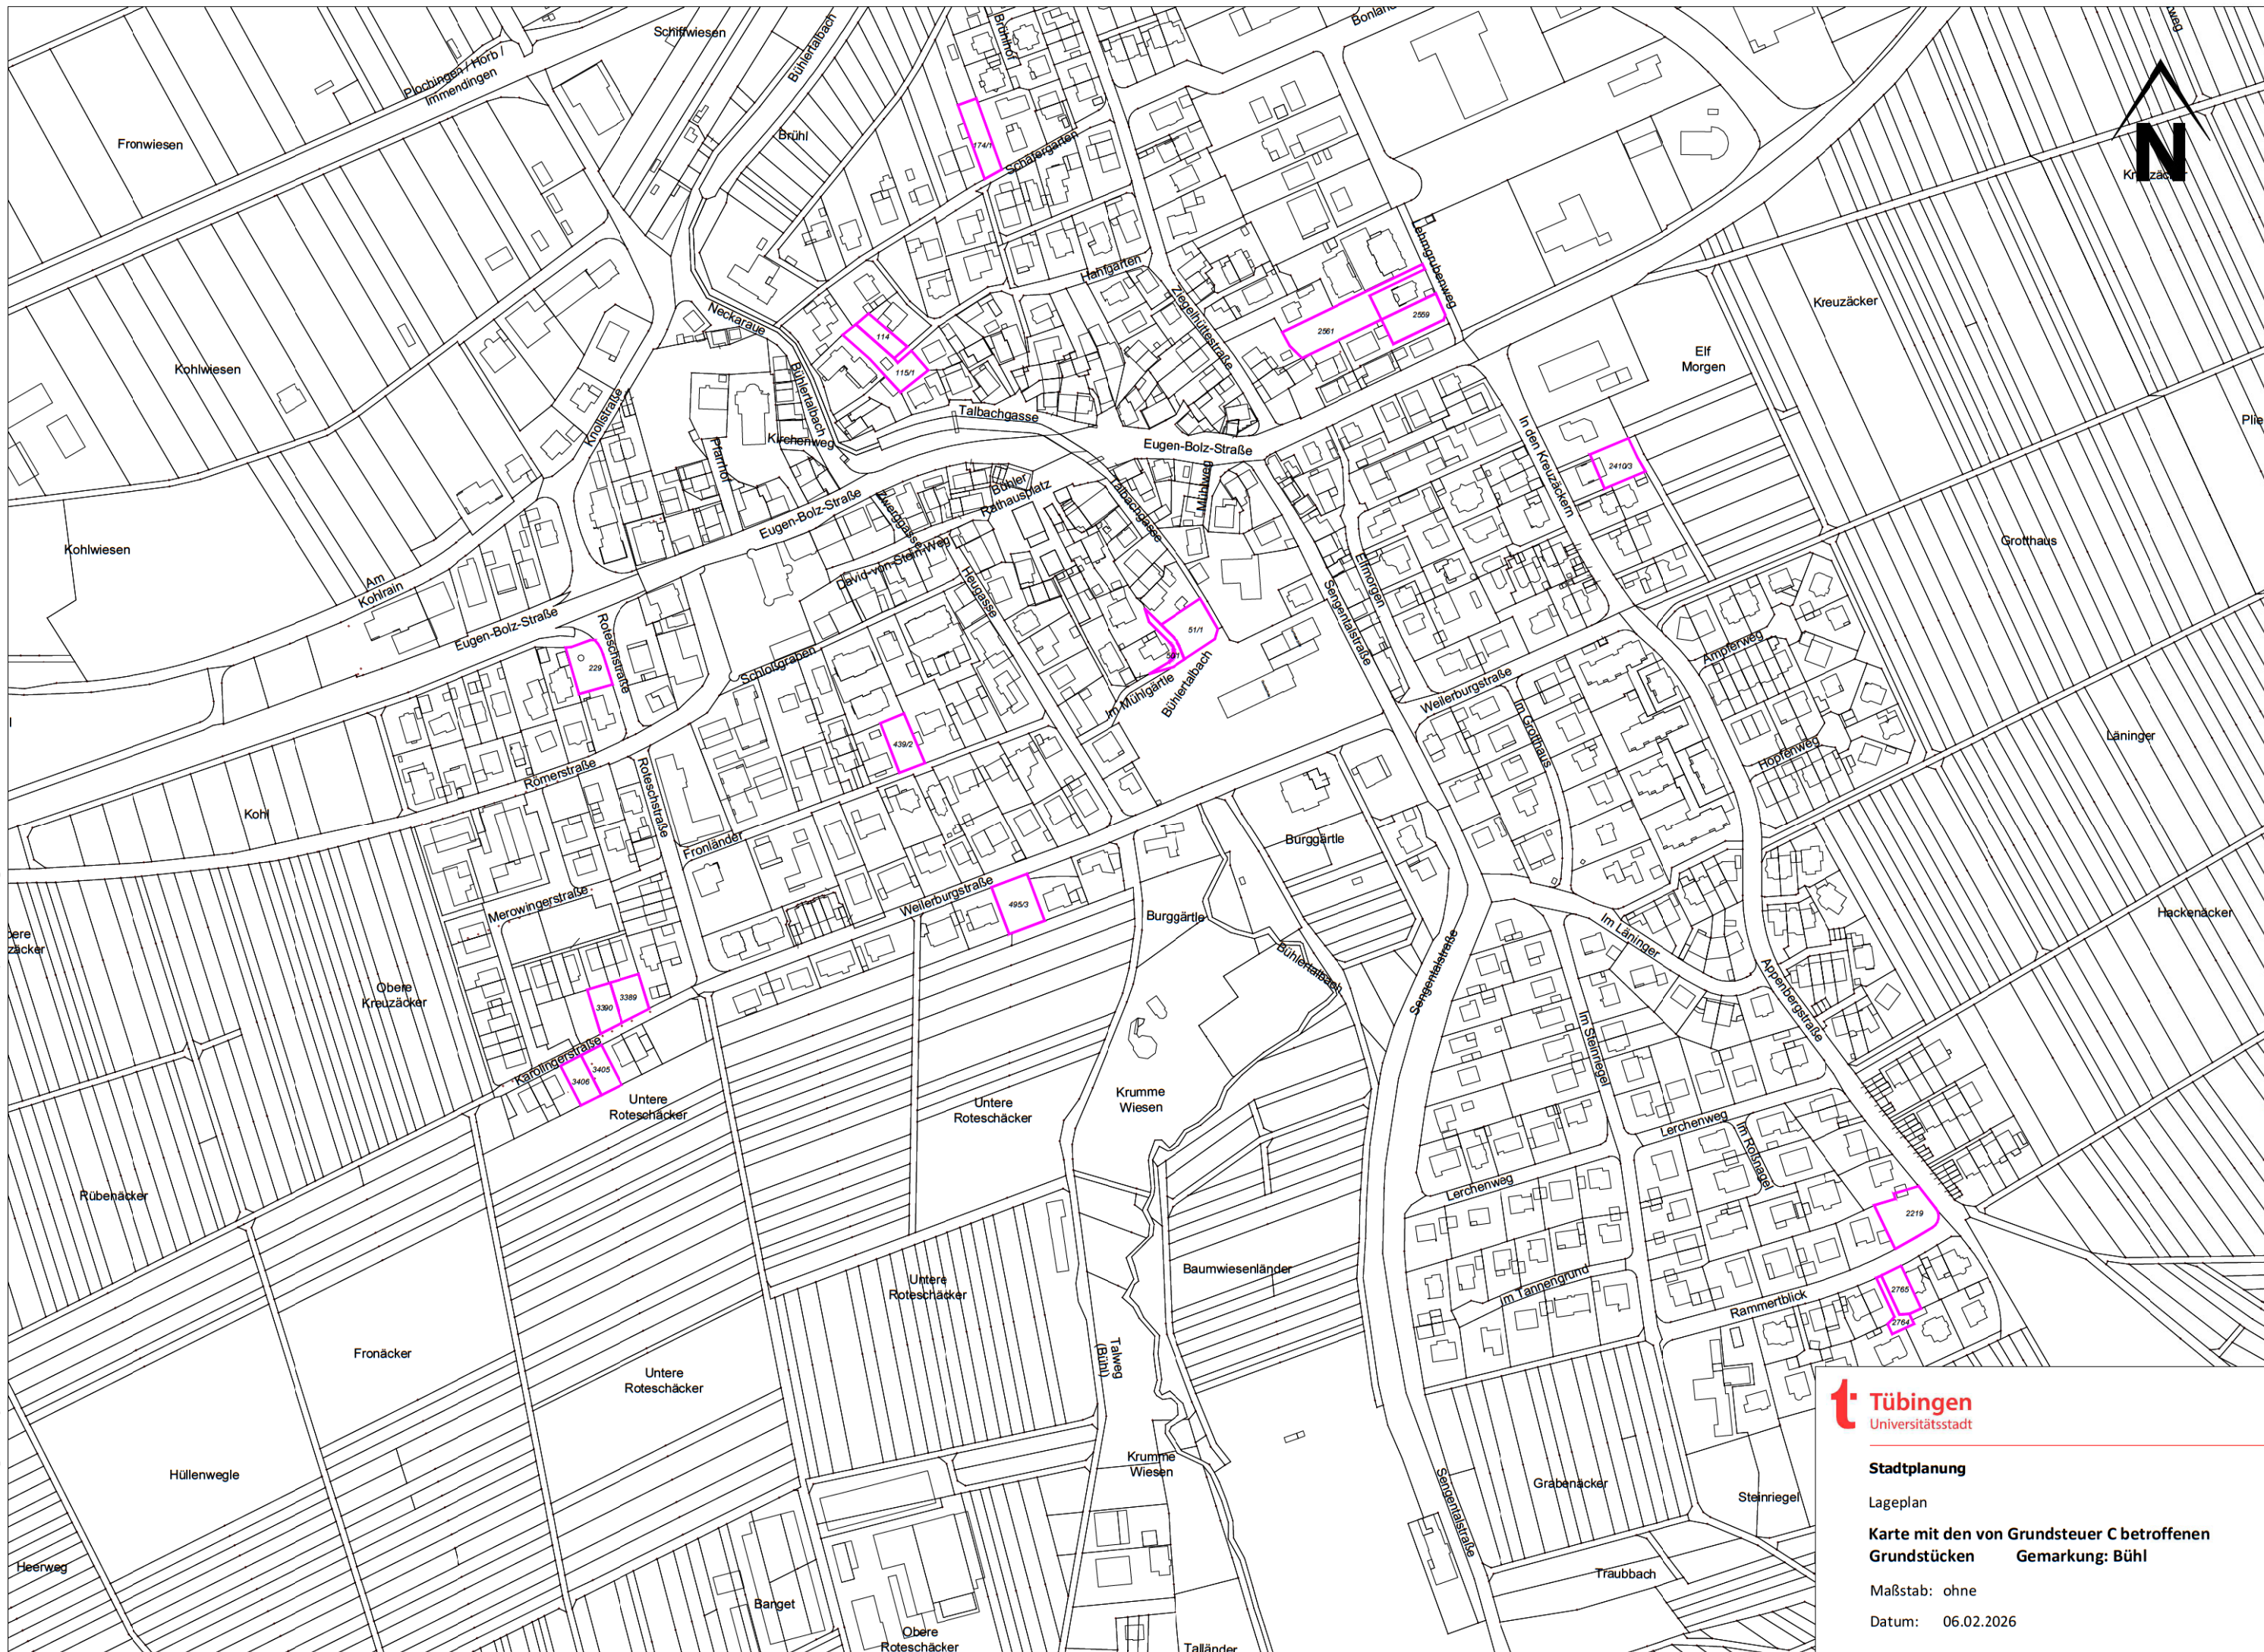 Schiffwiesen
Bühlertalbach
Brühlhof
Plochingen / Horb /
Immendingen
Fronwiesen
Brühl
174/1
Schäfergarten
N
Hanfgarten
Lehmgrubenweg
Kreuzäcker
Neckaraue
Ziegelhüttestraße
2559
2561
114
115/1
Elf
Morgen
Kohlwiesen
Knollstraße
Bühlertalbach
Talbachgasse
Kirchenweg
Eugen-Bolz-Straße
In den Kreuzäckern
Pfarrhof
2410/3
Mühlweg
Bühler
Rathausplatz
Talbachgasse
Eugen-Bolz-Straße
Zwerggasse
David-von-Stein-Weg
Grotthaus
Kohlwiesen
Am
Kohlrain
Heugasse
Elfmorgen
Sengentalstraße
Eugen-Bolz-Straße
Roteschstraße
229
51/1
Ampferweg
Schloßgraben
Im Mühlgärtle
Bühlertalbach
Weilerburgstraße
Im Grotthaus
439/2
Läninger
Hopfenweg
Römerstraße
Roteschstraße
Kohl
Fronländer
Burggärtle
Merowingerstraße
Weilerburgstraße
495/3
Burggärtle
Hackenäcker
Im Läninger
Bühlertalbach
Sengentalstraße
Appenbergstraße
Obere
Kreuzäcker
3389
3390
Karolingerstraße
3405
3406
Im Steinriegel
Untere
Roteschäcker
Untere
Roteschäcker
Krumme
Wiesen
Lerchenweg
Im Roßnagel
Lerchenweg
Rübenäcker
2219
Baumwiesenländer
Untere
Roteschäcker
Im Tannengrund
Rammertblick
2765
2764
Fronäcker
Untere
Roteschäcker
Talweg
(Bühl)
Krumme
Wiesen
Hüllenwegle
Sengentalstraße
Grabenäcker
Steinriegel
Heerweg
Traubbach
Banget
Obere
Roteschäcker
Talländer
t Tübingen
Universitätsstadt
Stadtplanung
Lageplan
Karte mit den von Grundsteuer C betroffenen
Grundstücken Gemarkung: Bühl
Maßstab: ohne
Datum: 06.02.2026